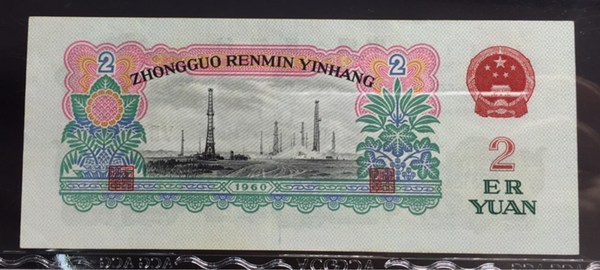 2
ZHONGGUO RENMIN YINHANG
2
1960
2
ER
YUAN